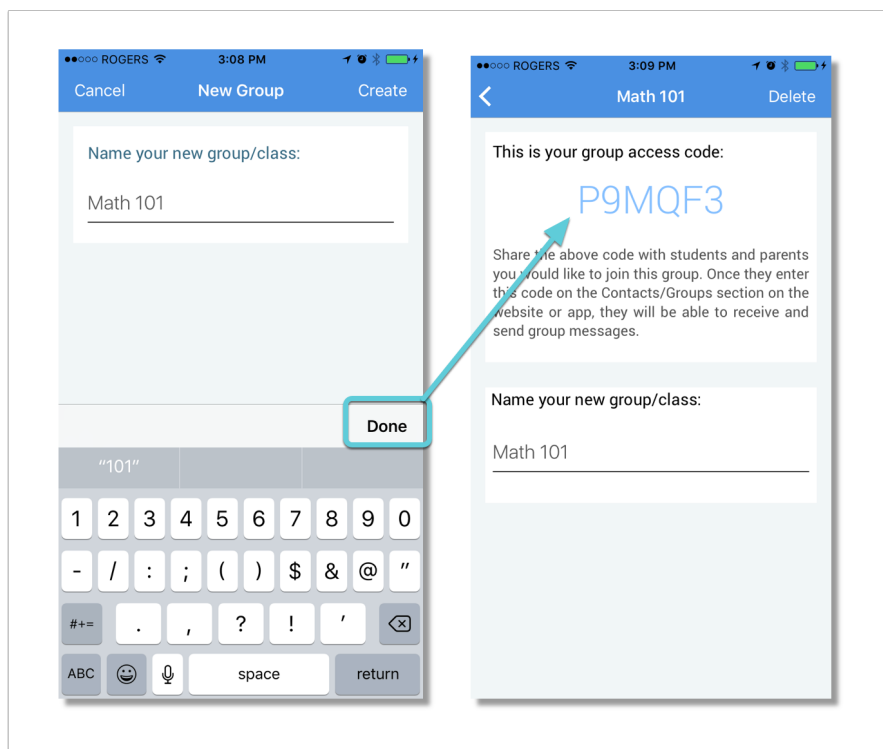 ROGERS 3:08 PM
Cancel New Group Create
Name your new group/class:
Math 101
Done
"101"
1 2 3 4 5 6 7 8 9 0
- / : ; ( ) $ & @ "
#+= . , ? ! '
ABC space return
ROGERS 3:09 PM
Math 101 Delete
This is your group access code:
P9MQF3
Share the above code with students and parents
you would like to join this group. Once they enter
this code on the Contacts/Groups section on the
website or app, they will be able to receive and
send group messages.
Name your new group/class:
Math 101